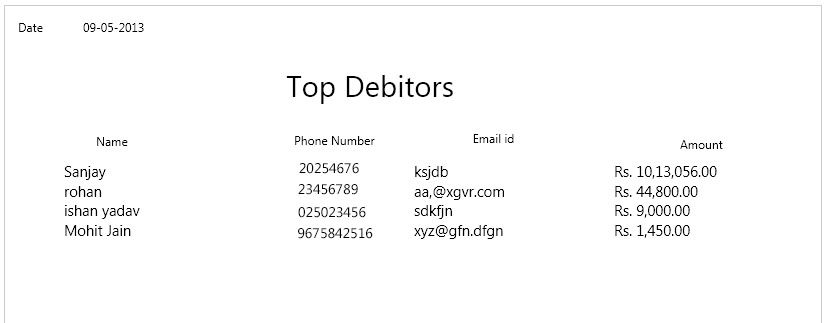 Date 09-05-2013
Top Debitors
Name Phone Number Email id Amount
Sanjay 20254676 ksjdb Rs. 10,13,056.00
rohan 23456789 aa,@xgvr.com Rs. 44,800.00
ishan yadav 025023456 sdkfjn Rs. 9,000.00
Mohit Jain 9675842516 xyz@gfn.dfgn Rs. 1,450.00